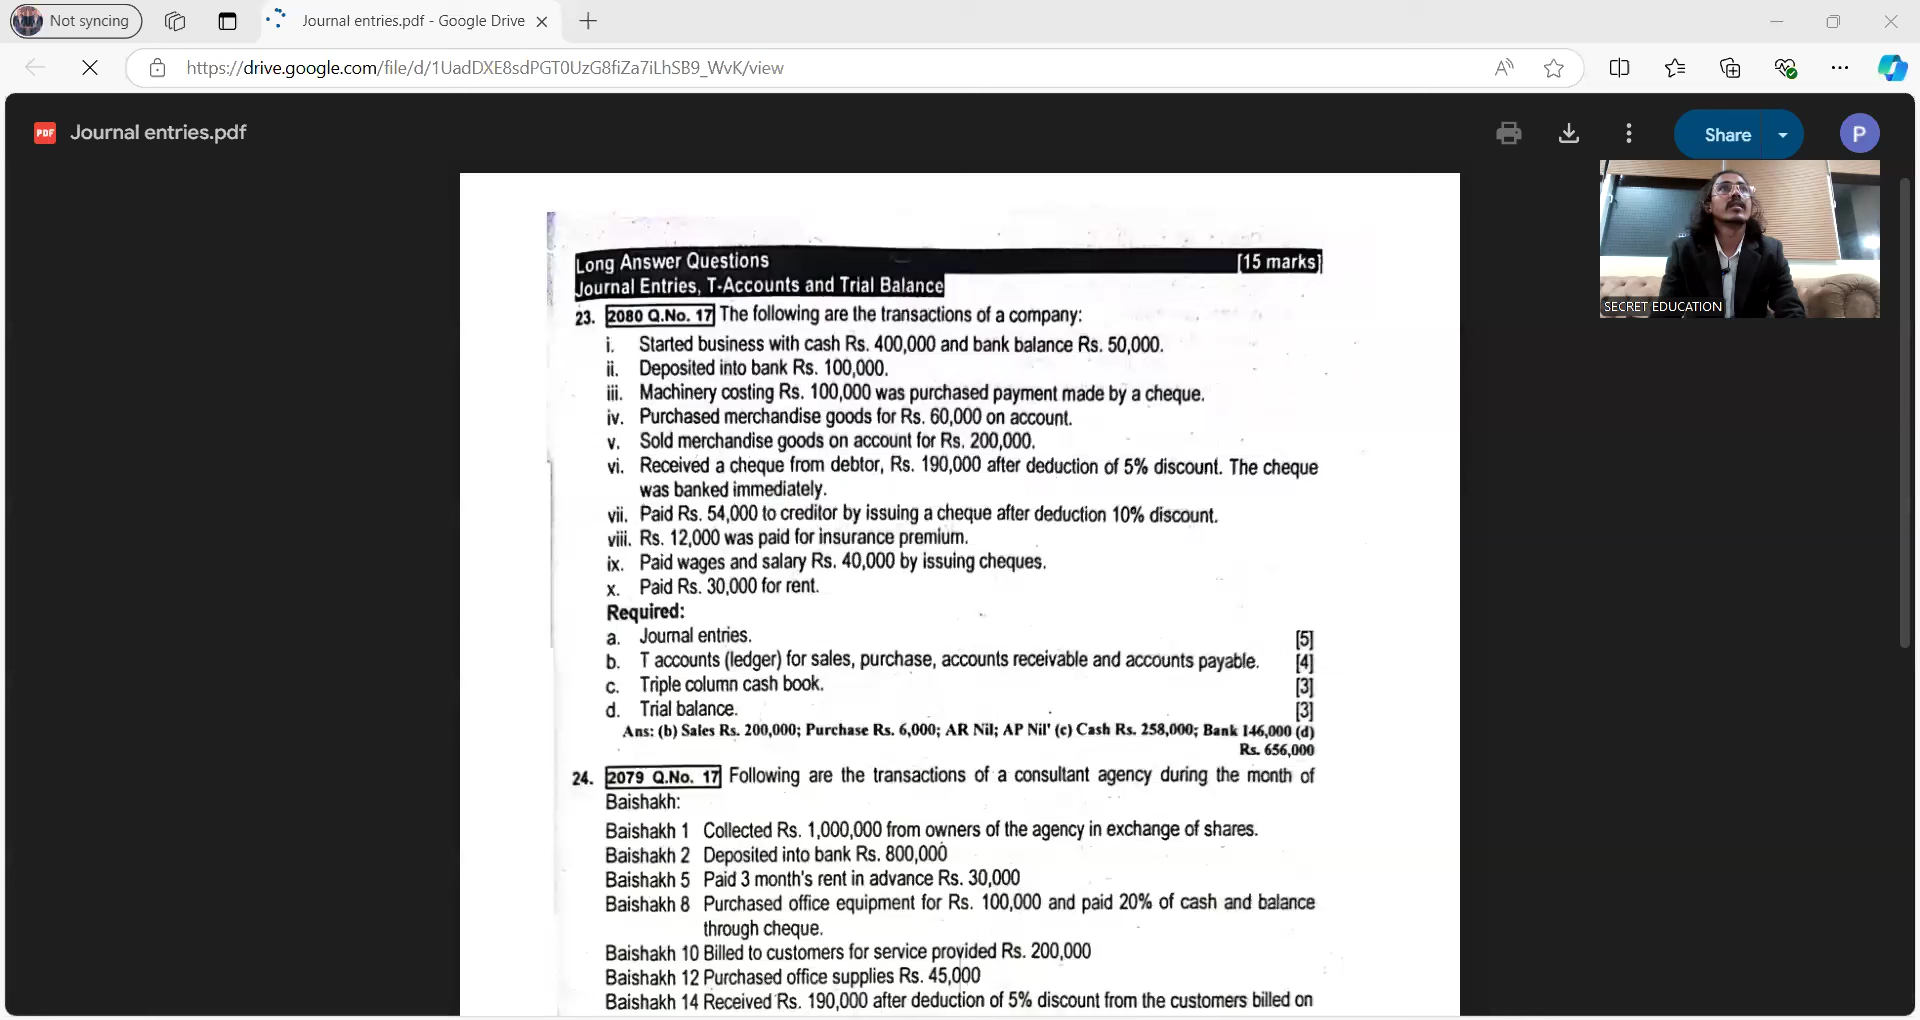 Not syncing
Journal entries.pdf - Google Drive
https://drive.google.com/file/d/1UadDXE8sdPGT0UzG8fiZa7iLhSB9_WvK/view
PDF Journal entries.pdf
Share
P
SECRET EDUCATION
Long Answer Questions [15 marks]
Journal Entries, T-Accounts and Trial Balance
23. 2080 Q.No. 17 The following are the transactions of a company:
i. Started business with cash Rs. 400,000 and bank balance Rs. 50,000.
ii. Deposited into bank Rs. 100,000.
iii. Machinery costing Rs. 100,000 was purchased payment made by a cheque.
iv. Purchased merchandise goods for Rs. 60,000 on account.
v. Sold merchandise goods on account for Rs. 200,000.
vi. Received a cheque from debtor, Rs. 190,000 after deduction of 5% discount. The cheque
was banked immediately.
vii. Paid Rs. 54,000 to creditor by issuing a cheque after deduction 10% discount.
viii. Rs. 12,000 was paid for insurance premium.
ix. Paid wages and salary Rs. 40,000 by issuing cheques.
x. Paid Rs. 30,000 for rent.
Required:
a. Journal entries. [5]
b. T accounts (ledger) for sales, purchase, accounts receivable and accounts payable. [4]
c. Triple column cash book. [3]
d. Trial balance. [3]
Ans: (b) Sales Rs. 200,000; Purchase Rs. 6,000; AR Nil; AP Nil' (c) Cash Rs. 258,000; Bank 146,000 (d)
Rs. 656,000
24. 2079 Q.No. 17 Following are the transactions of a consultant agency during the month of
Baishakh:
Baishakh 1 Collected Rs. 1,000,000 from owners of the agency in exchange of shares.
Baishakh 2 Deposited into bank Rs. 800,000
Baishakh 5 Paid 3 month's rent in advance Rs. 30,000
Baishakh 8 Purchased office equipment for Rs. 100,000 and paid 20% of cash and balance
through cheque.
Baishakh 10 Billed to customers for service provided Rs. 200,000
Baishakh 12 Purchased office supplies Rs. 45,000
Baishakh 14 Received Rs. 190,000 after deduction of 5% discount from the customers billed on